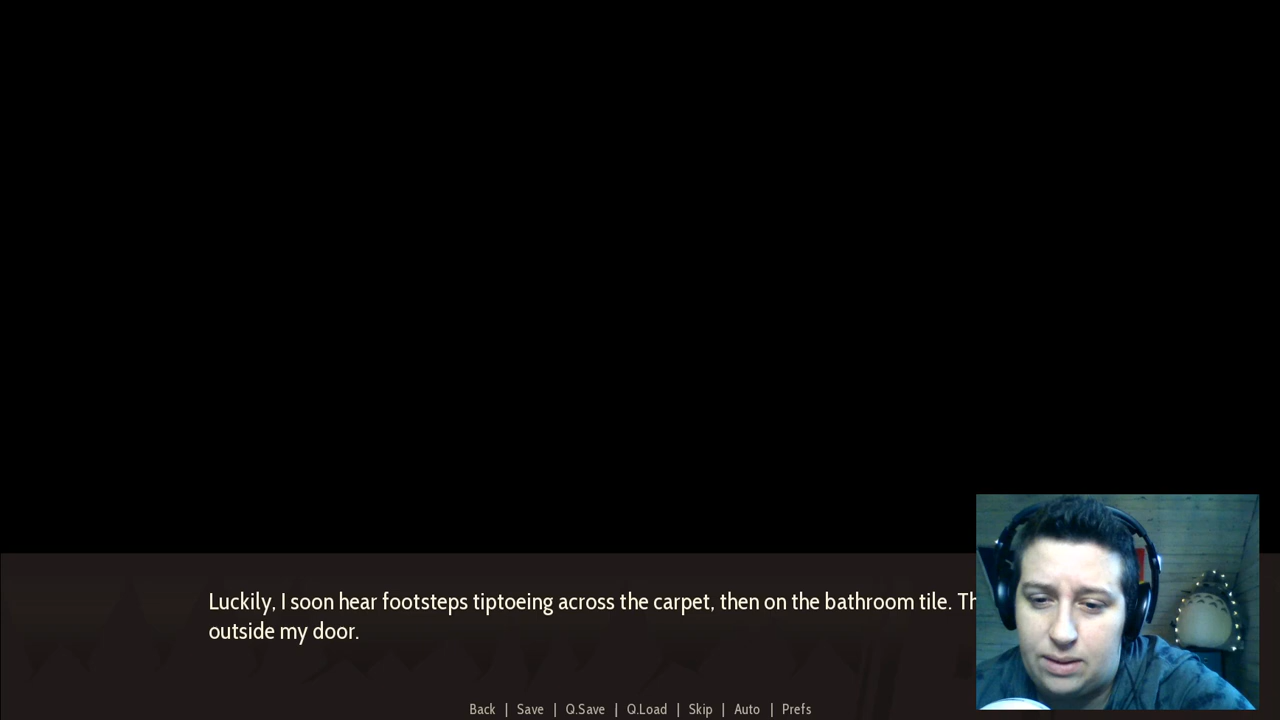 Luckily, I soon hear footsteps tiptoeing across the carpet, then on the bathroom tile.
outside my door.
Back | Save | Q.Save | Q.Load | Skip | Auto | Prefs